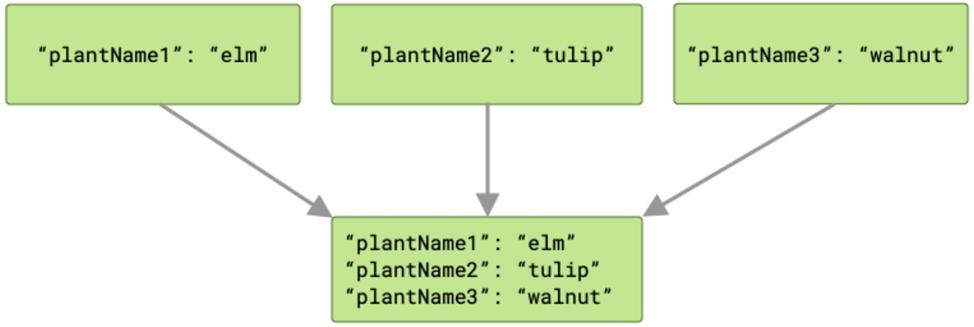 “plantName1”: “elm”
“plantName2”: “tulip”
“plantName3”: “walnut”
“plantName1”: “elm”
“plantName2”: “tulip”
“plantName3”: “walnut”